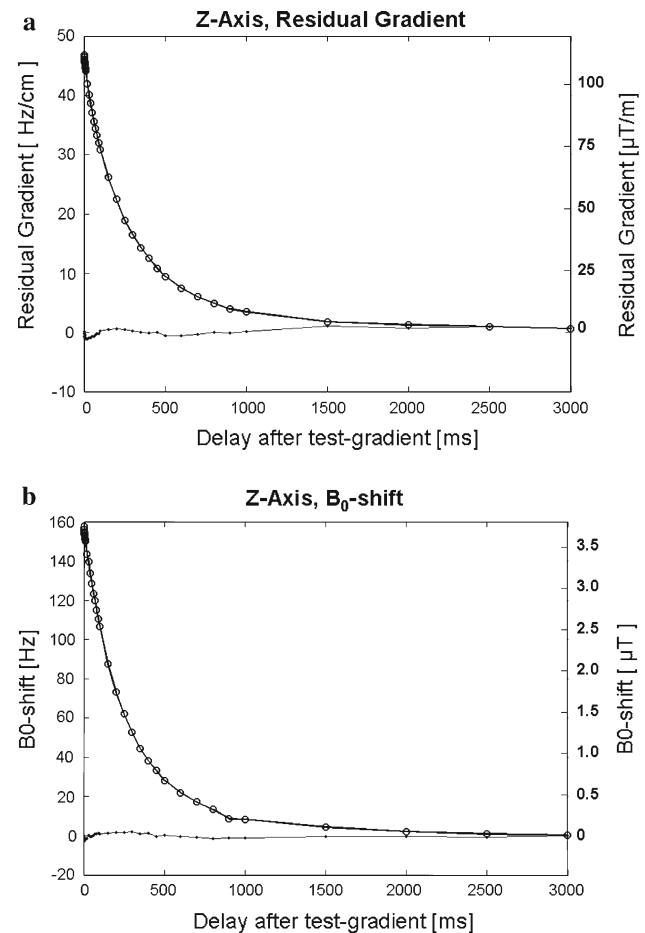 a
Z-Axis, Residual Gradient
50
40
30
20
10
0
-10
Residual Gradient [ Hz/cm]
100
75
50
25
0
Residual Gradient [µT/m]
0 500 1000 1500 2000 2500 3000
Delay after test-gradient [ms]
b
Z-Axis, B0-shift
160
140
120
100
80
60
40
20
0
-20
B0-shift [Hz]
3.5
3.0
2.5
2.0
1.5
1.0
0.5
0
B0-shift [ µT ]
0 500 1000 1500 2000 2500 3000
Delay after test-gradient [ms]